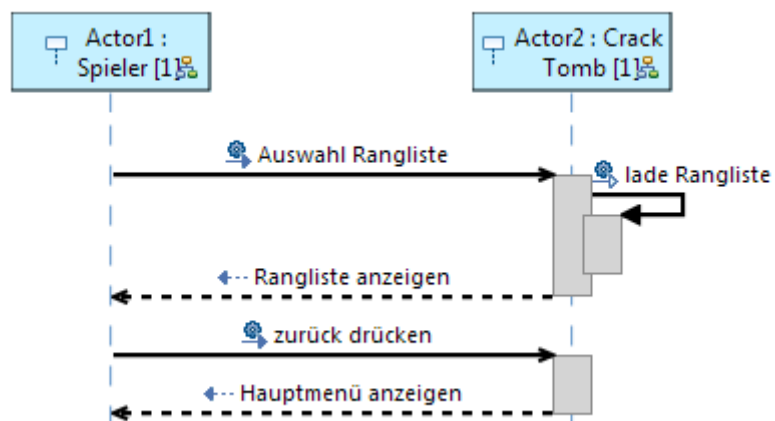 Actor1 :
Spieler [1]
Actor2 : Crack
Tomb [1]
Auswahl Rangliste
lade Rangliste
Rangliste anzeigen
zurück drücken
Hauptmenü anzeigen